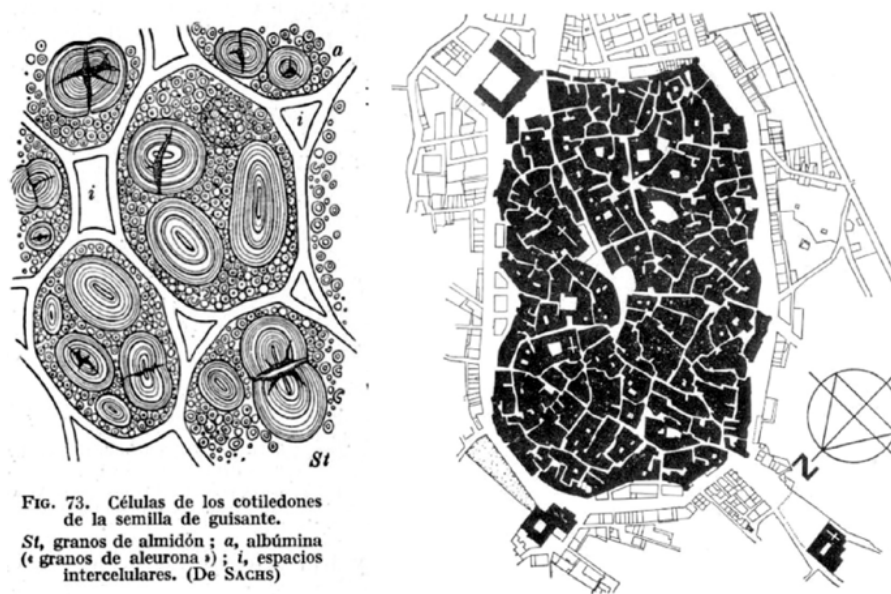 a
i
i
St
FIG. 73. Células de los cotiledones
de la semilla de guisante.
St, granos de almidón ; a, albúmina
(« granos de aleurona ») ; i, espacios
intercelulares. (De SACHS)
N